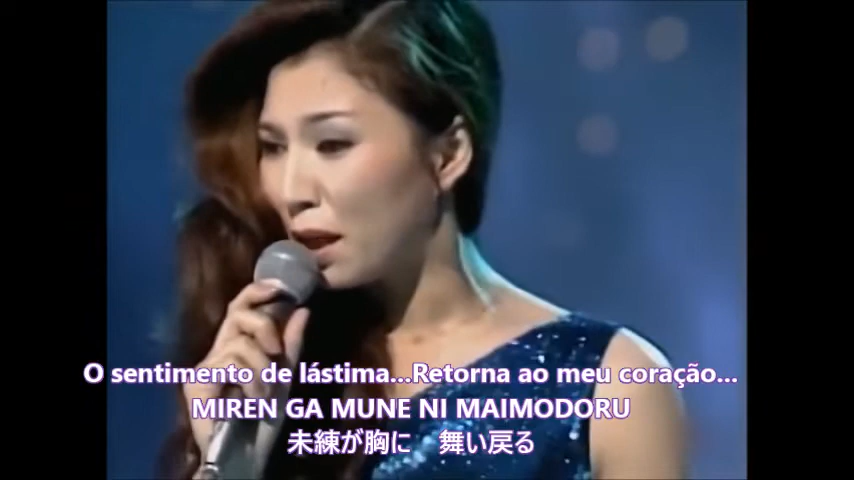 O sentimento de lástima...Retorna ao meu coração...
MIREN GA MUNE NI MAIMODORU
未練が胸に　舞い戻る